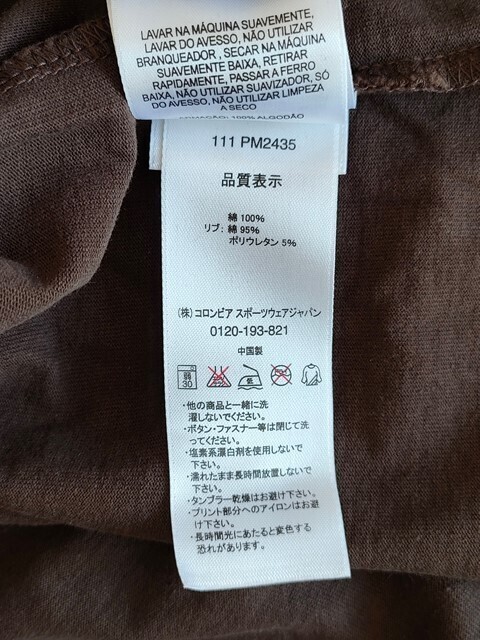 LAVAR NA MÁQUINA SUAVEMENTE,
LAVAR DO AVESSO, NÃO UTILIZAR
BRANQUEADOR , SECAR NA MÁQUINA
SUAVEMENTE BAIXA, RETIRAR
RAPIDAMENTE, PASSAR A FERRO
BAIXA, NÃO UTILIZAR SUAVIZADOR, SÓ
DO AVESSO, NÃO UTILIZAR LIMPEZA
A SECO
100% ALGODÃO
111 PM2435
品質表示
綿 100%
リブ: 綿 95%
ポリウレタン 5%
(株) コロンビア スポーツウェアジャパン
0120-193-821
中国製
弱
30
低
・他の商品と一緒に洗
濯しないでください。
・ボタン・ファスナー等は閉じて洗
ってください。
・塩素系漂白剤を使用しないで
下さい。
・濡れたまま長時間放置しないで
下さい。
・タンブラー乾燥はお避け下さい。
・プリント部分へのアイロンはお避
け下さい。
・長時間光にあたると変色する
恐れがあります。